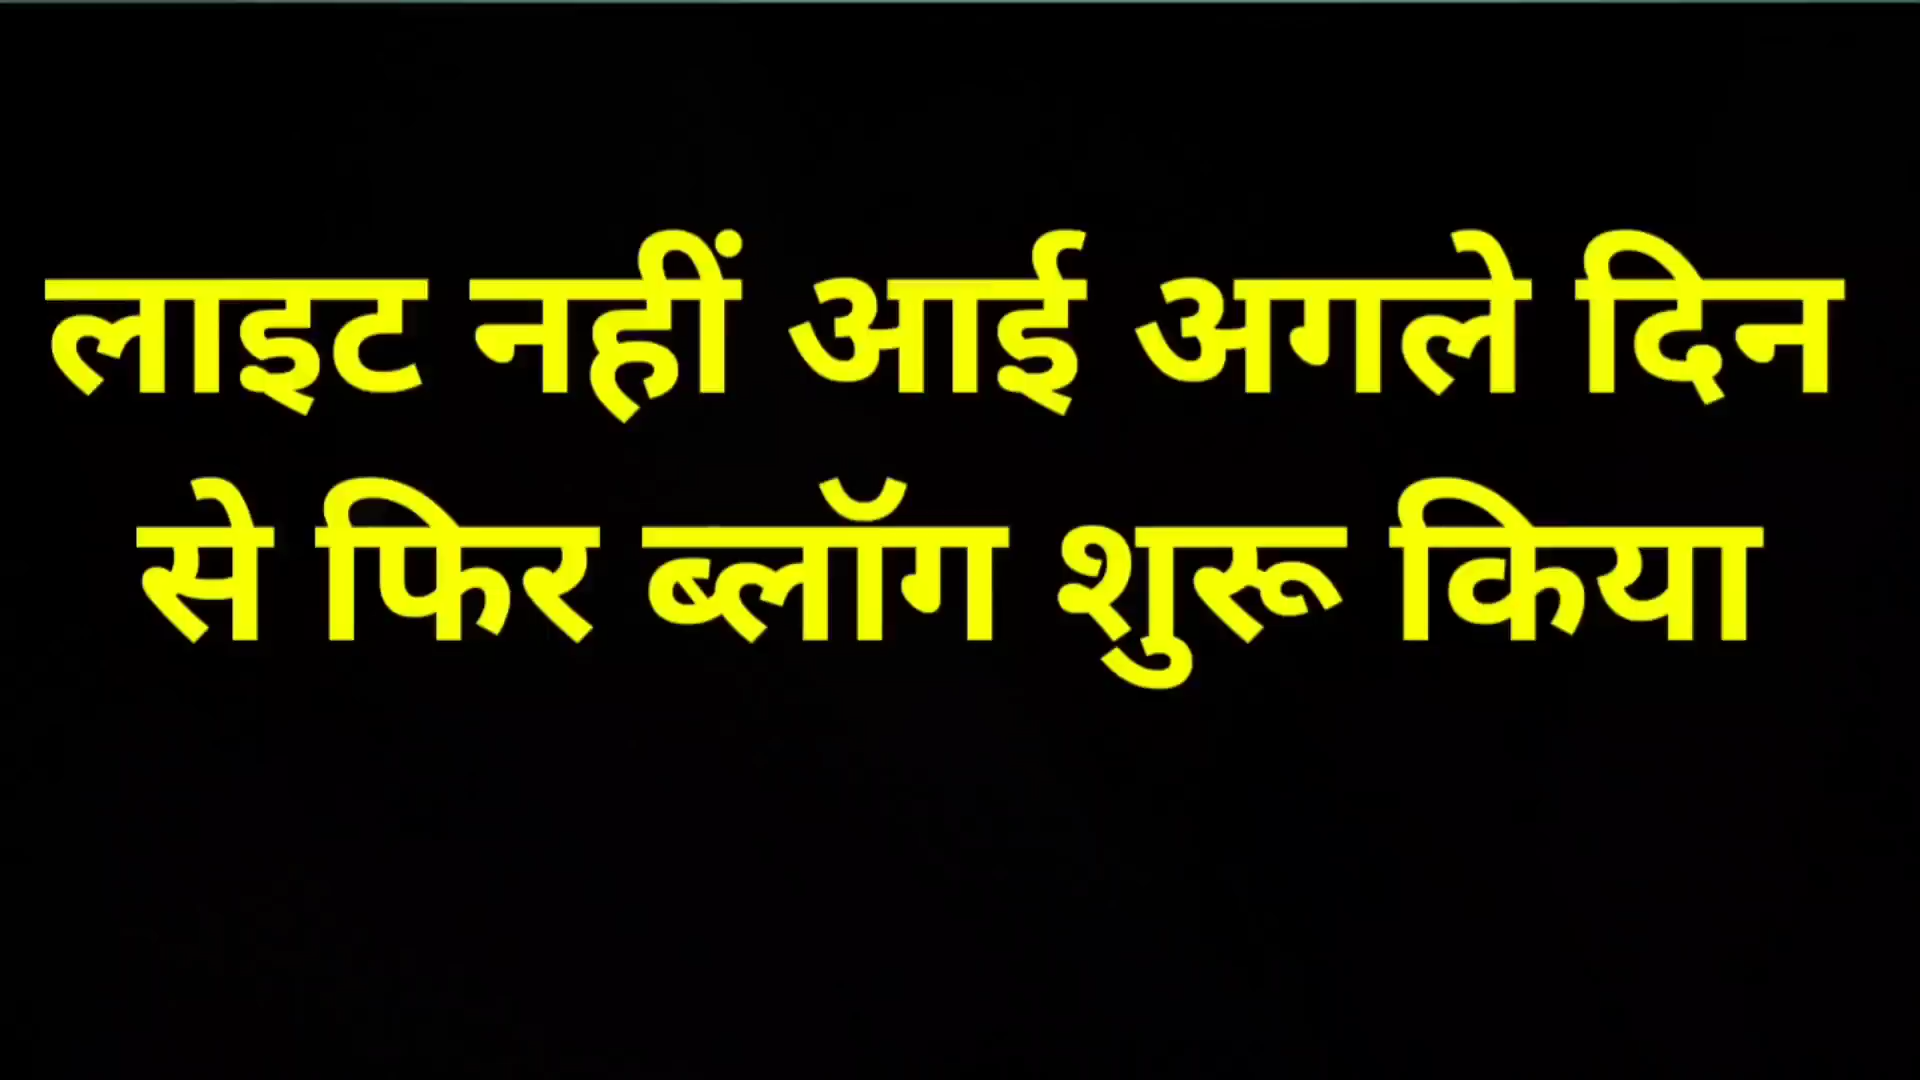 लाइट नहीं आई अगले दिन
से फिर ब्लॉग शुरू किया